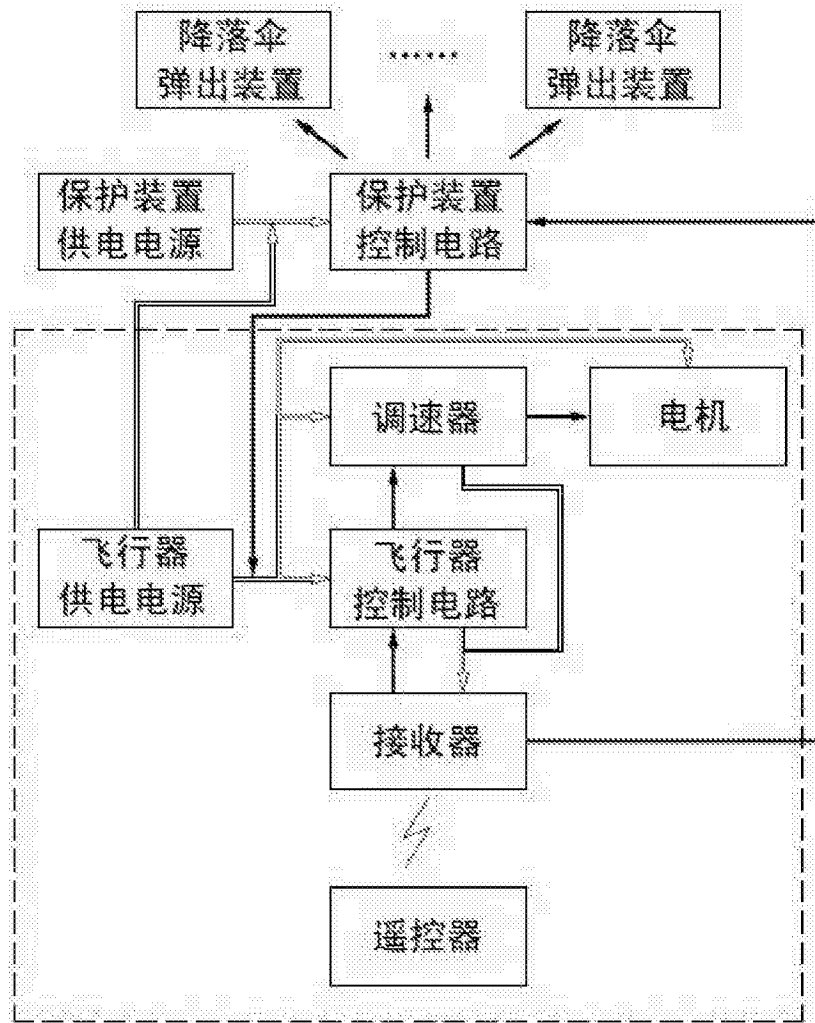 降落伞
弹出装置
······
降落伞
弹出装置
保护装置
供电电源
保护装置
控制电路
调速器
电机
飞行器
供电电源
飞行器
控制电路
接收器
遥控器